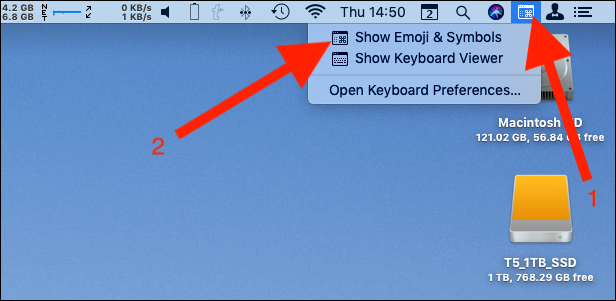 4.2 GB
6.8 GB
NET
0 KB/s
1 KB/s
Thu 14:50
2
Show Emoji & Symbols
Show Keyboard Viewer
Open Keyboard Preferences...
2
1
Macintosh HD
121.02 GB, 56.84 GB free
T5_1TB_SSD
1 TB, 768.29 GB free